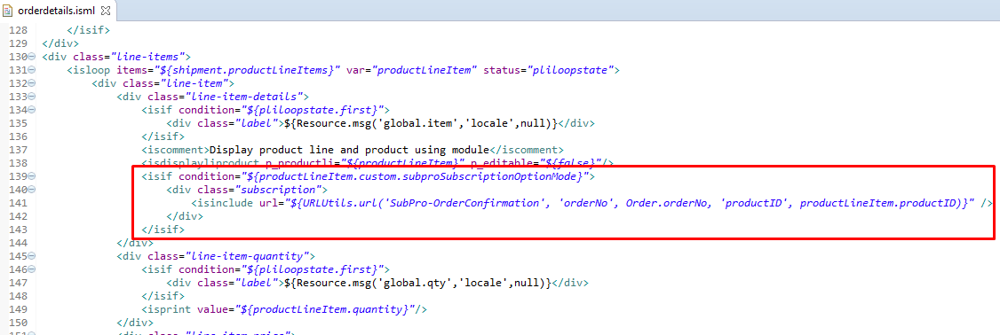 orderdetails.isml
128 </isif>
129 </div>
130 <div class="line-items">
131 <isloop items="${shipment.productLineItems}" var="productLineItem" status="pliloopstate">
132 <div class="line-item">
133 <div class="line-item-details">
134 <isif condition="${pliloopstate.first}">
135 <div class="label">${Resource.msg('global.item','locale',null)}</div>
136 </isif>
137 <iscomment>Display product line and product using module</iscomment>
138 <isdisplayliproduct p_productli="${productLineItem}" p_editable="${false}"/>
139 <isif condition="${productLineItem.custom.subproSubscriptionOptionMode}">
140 <div class="subscription">
141 <isinclude url="${URLUtils.url('SubPro-OrderConfirmation', 'orderNo', Order.orderNo, 'productID', productLineItem.productID)}" />
142 </div>
143 </isif>
144 </div>
145 <div class="line-item-quantity">
146 <isif condition="${pliloopstate.first}">
147 <div class="label">${Resource.msg('global.qty','locale',null)}</div>
148 </isif>
149 <isprint value="${productLineItem.quantity}"/>
150 </div>
151 <div class="line-item-price">